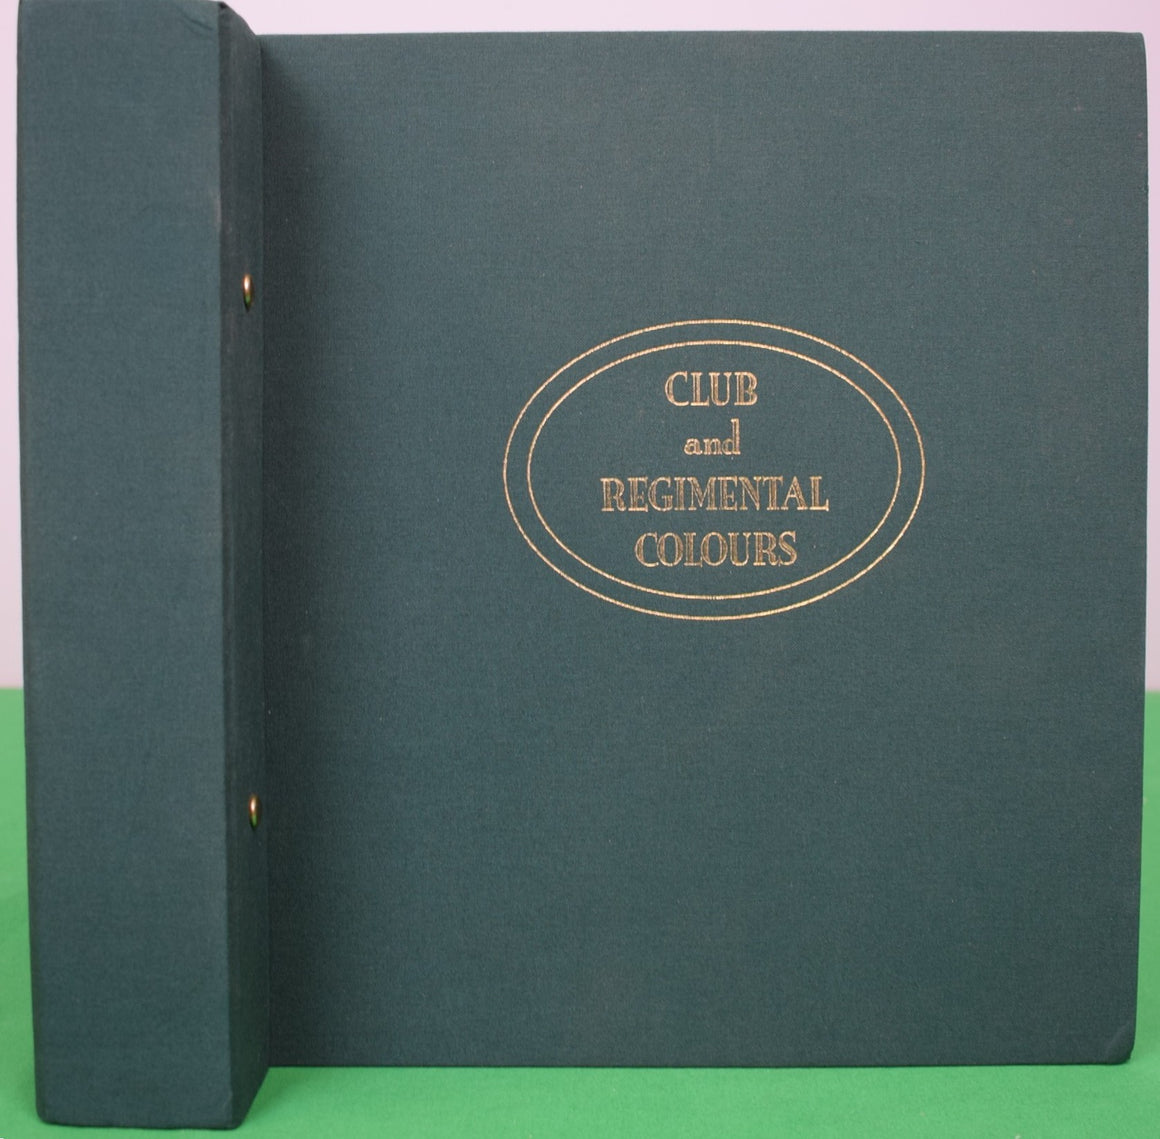 CLUB
and
REGIMENTAL
COLOURS